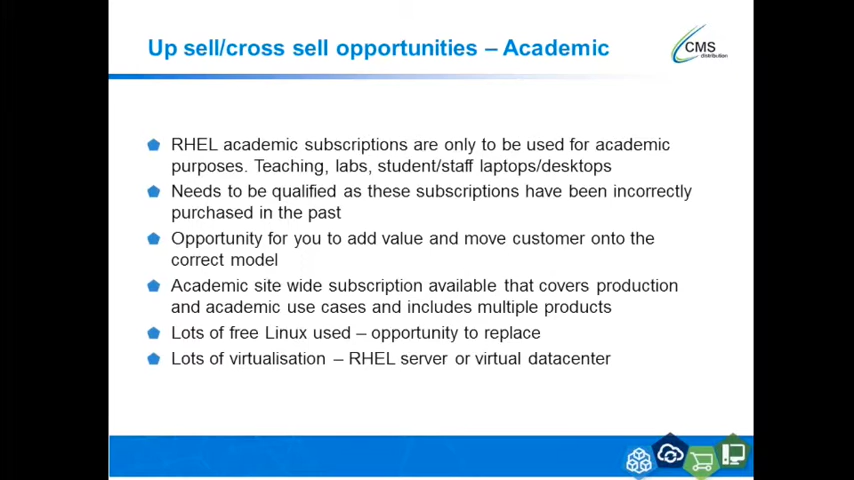 Up sell/cross sell opportunities – Academic
CMS
distribution
RHEL academic subscriptions are only to be used for academic
purposes. Teaching, labs, student/staff laptops/desktops
Needs to be qualified as these subscriptions have been incorrectly
purchased in the past
Opportunity for you to add value and move customer onto the
correct model
Academic site wide subscription available that covers production
and academic use cases and includes multiple products
Lots of free Linux used – opportunity to replace
Lots of virtualisation – RHEL server or virtual datacenter